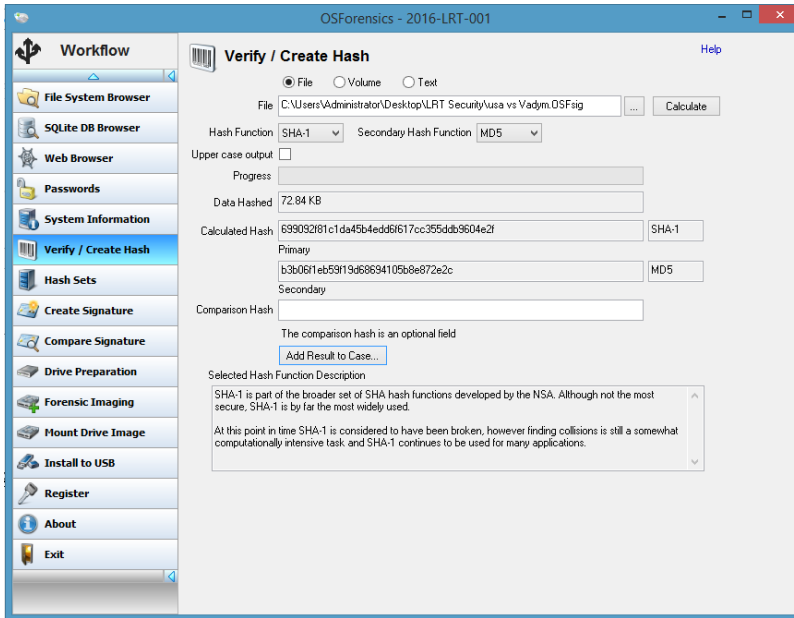 OSForensics - 2016-LRT-001
Workflow
File System Browser
SQLite DB Browser
Web Browser
Passwords
System Information
Verify / Create Hash
Hash Sets
Create Signature
Compare Signature
Drive Preparation
Forensic Imaging
Mount Drive Image
Install to USB
Register
About
Exit
Verify / Create Hash
Help
File Volume Text
File C:\Users\Administrator\Desktop\LRT Security\usa vs Vadym.OSFsig ... Calculate
Hash Function SHA-1 Secondary Hash Function MD5
Upper case output
Progress
Data Hashed 72.84 KB
Calculated Hash 699092f81c1da45b4edd6f617cc355ddb9604e2f SHA-1
Primary
b3b06f1eb59f19d68694105b8e872e2c MD5
Secondary
Comparison Hash
The comparison hash is an optional field
Add Result to Case...
Selected Hash Function Description
SHA-1 is part of the broader set of SHA hash functions developed by the NSA. Although not the most
secure, SHA-1 is by far the most widely used.
At this point in time SHA-1 is considered to have been broken, however finding collisions is still a somewhat
computationally intensive task and SHA-1 continues to be used for many applications.